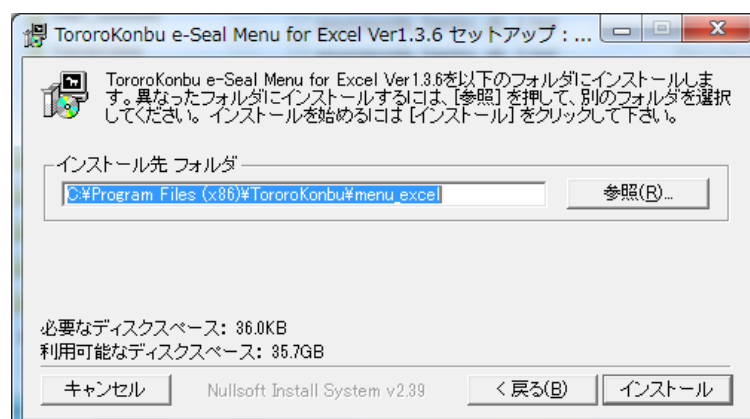 TororoKonbu e-Seal Menu for Excel Ver1.3.6 セットアップ : ...
TororoKonbu e-Seal Menu for Excel Ver1.3.6を以下のフォルダにインストールしま
す。異なったフォルダにインストールするには、[参照] を押して、別のフォルダを選択
してください。 インストールを始めるには [インストール] をクリックして下さい。
インストール先 フォルダ
C:¥Program Files (x86)¥TororoKonbu¥menu_excel
参照(R)...
必要なディスクスペース: 36.0KB
利用可能なディスクスペース: 35.7GB
キャンセル
Nullsoft Install System v2.39
< 戻る(B)
インストール